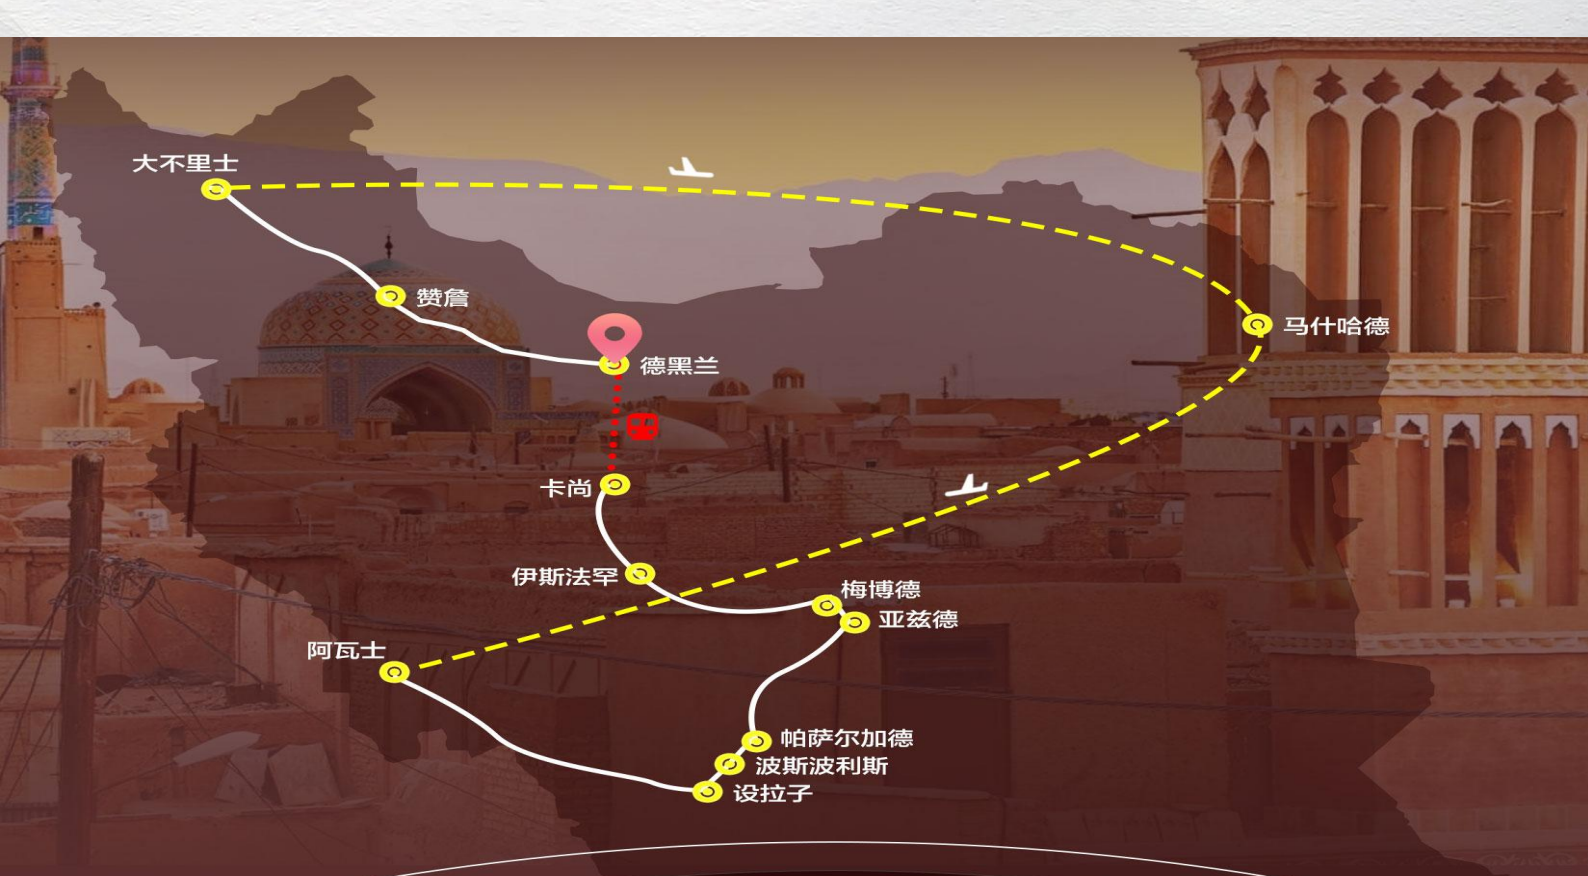 大不里士
赞詹
马什哈德
德黑兰
卡尚
伊斯法罕
梅博德
亚兹德
阿瓦士
帕萨尔加德
波斯波利斯
设拉子